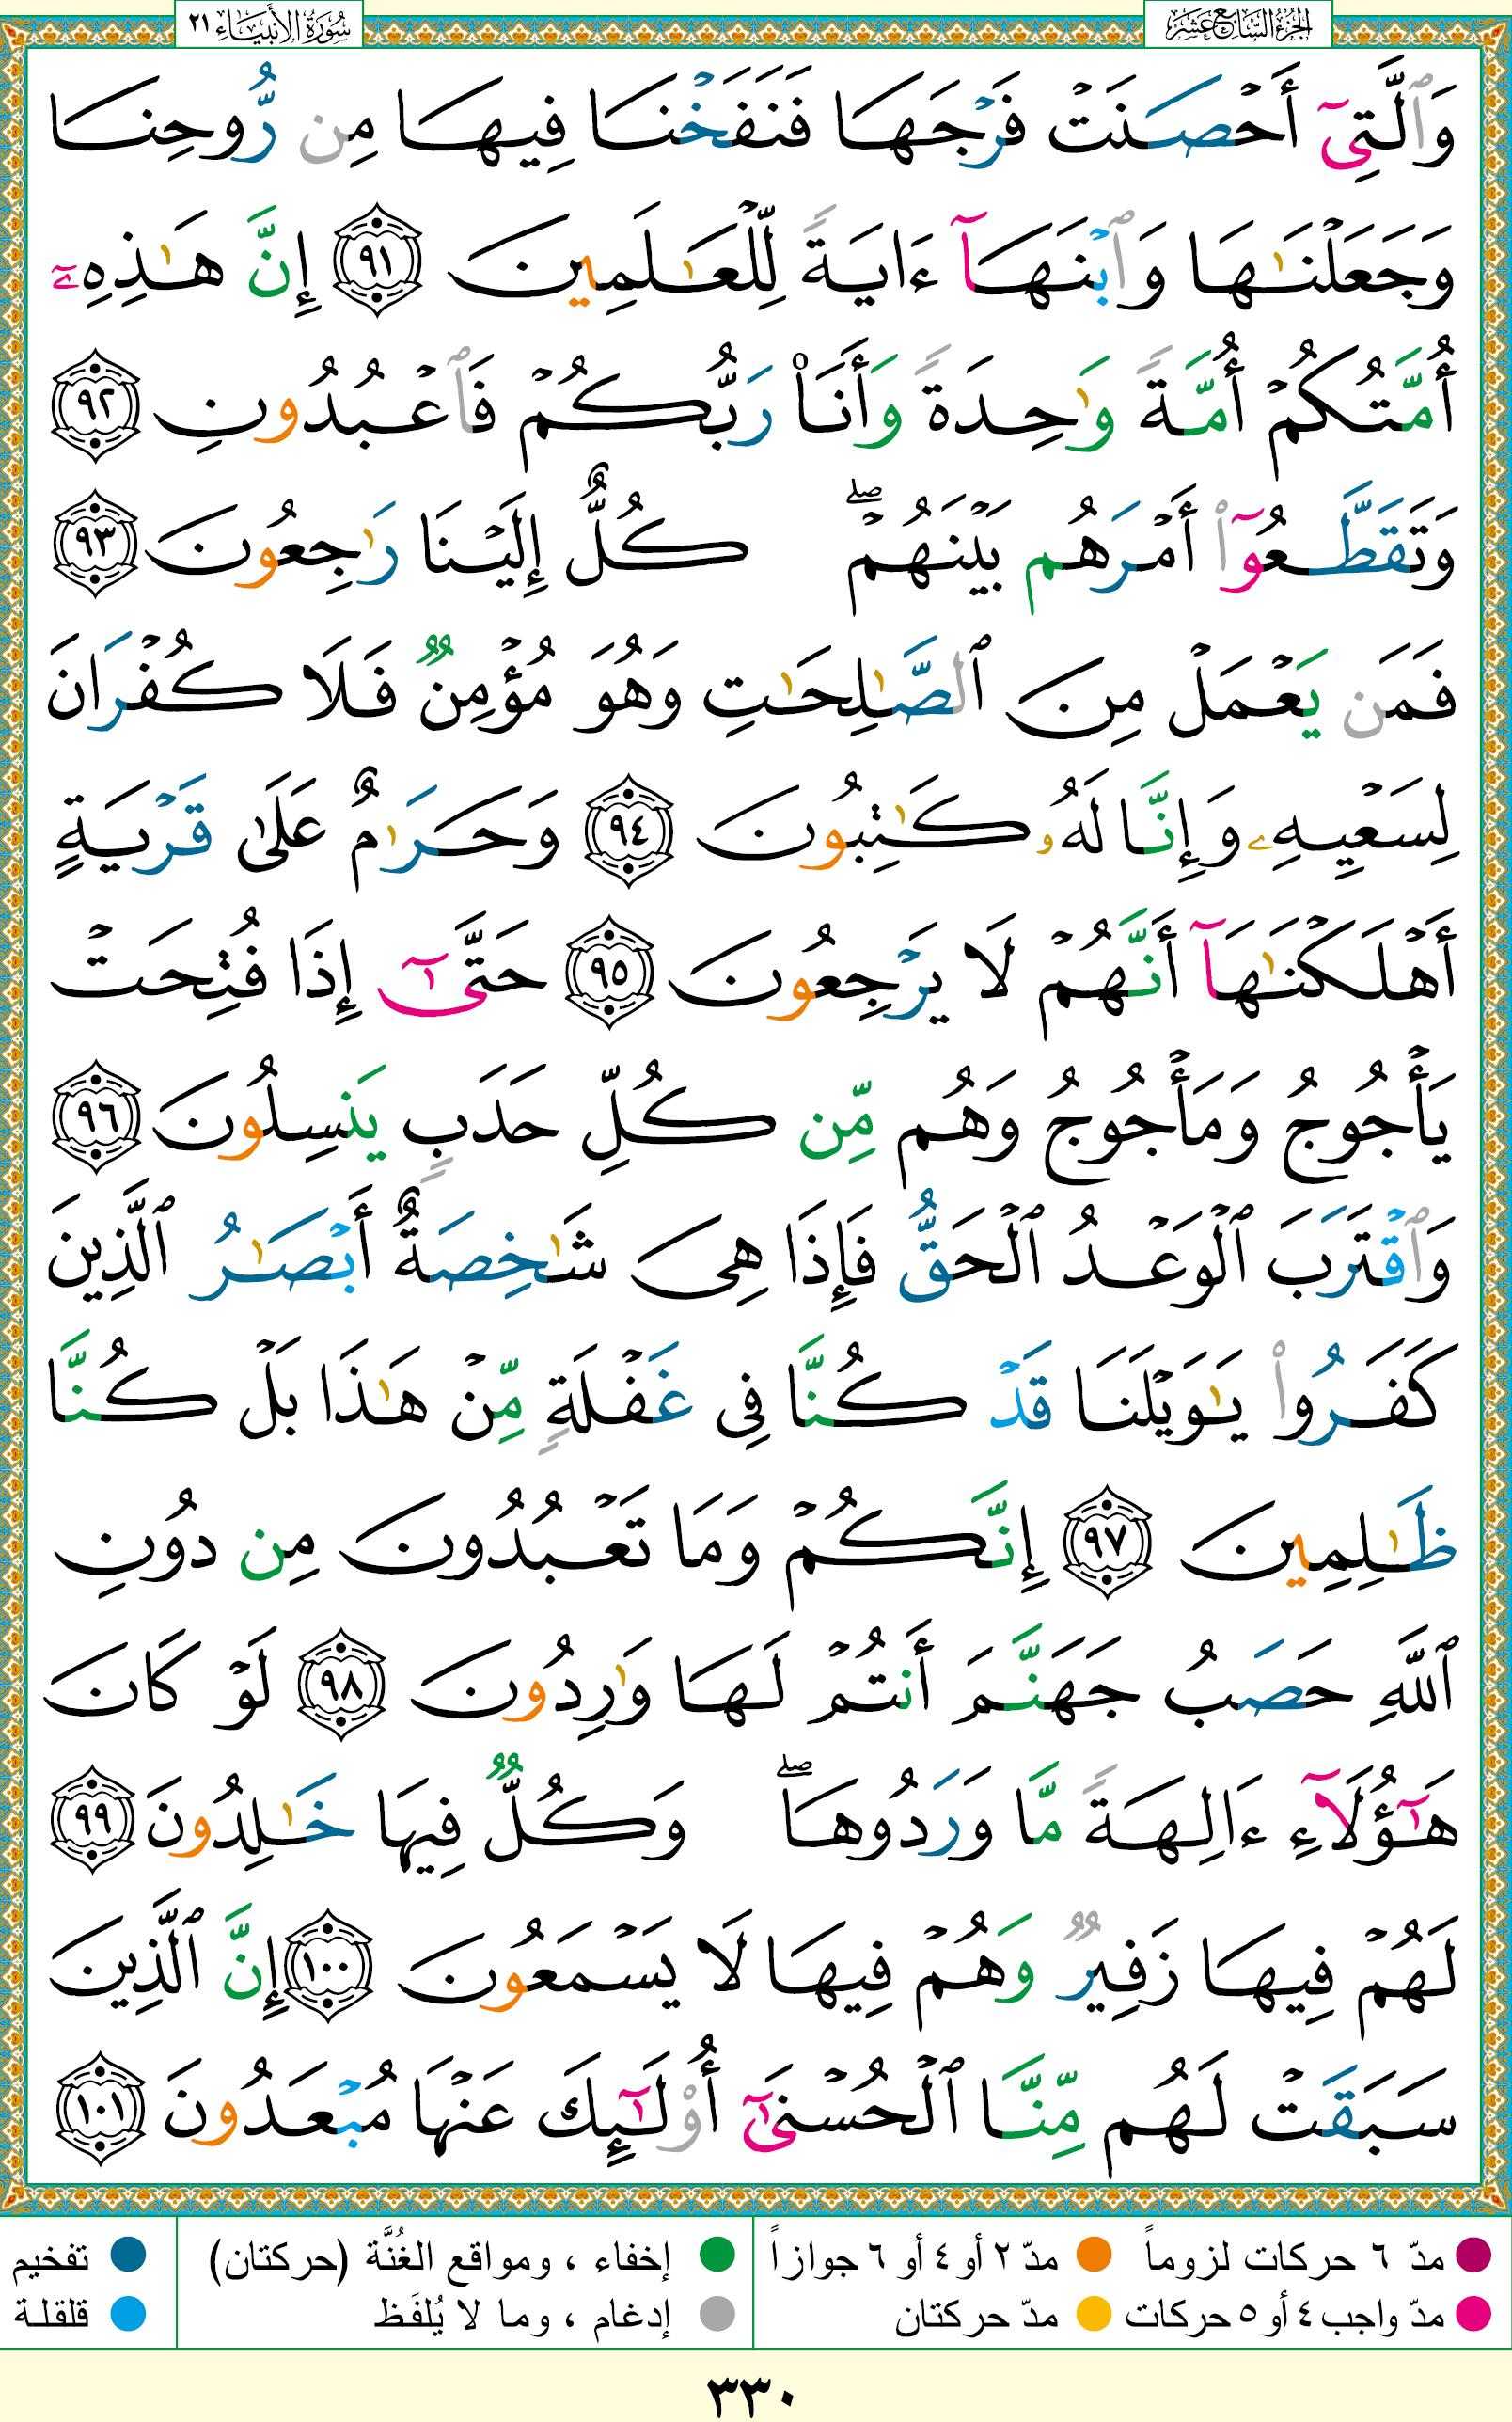 الجزء السابع عشر
سورة الأنبياء ٢١
وَٱلَّتِىٓ أَحۡصَنَتۡ فَرۡجَهَا فَنَفَخۡنَا فِيهَا مِن رُّوحِنَا
وَجَعَلۡنَٰهَا وَٱبۡنَهَآ ءَايَةً لِّلۡعَٰلَمِينَ ٩١ إِنَّ هَٰذِهِۦٓ
أُمَّتُكُمۡ أُمَّةً وَٰحِدَةً وَأَنَا۠ رَبُّكُمۡ فَٱعۡبُدُونِ ٩٢
وَتَقَطَّعُوٓاْ أَمۡرَهُم بَيۡنَهُمۡۖ كُلٌّ إِلَيۡنَا رَٰجِعُونَ ٩٣
فَمَن يَعۡمَلۡ مِنَ ٱلصَّٰلِحَٰتِ وَهُوَ مُؤۡمِنٌ فَلَا كُفۡرَانَ
لِسَعۡيِهِۦ وَإِنَّا لَهُۥ كَٰتِبُونَ ٩٤ وَحَرَٰمٌ عَلَىٰ قَرۡيَةٍ
أَهۡلَكۡنَٰهَآ أَنَّهُمۡ لَا يَرۡجِعُونَ ٩٥ حَتَّىٰٓ إِذَا فُتِحَتۡ
يَأۡجُوجُ وَمَأۡجُوجُ وَهُم مِّن كُلِّ حَدَبٍ يَنسِلُونَ ٩٦
وَٱقۡتَرَبَ ٱلۡوَعۡدُ ٱلۡحَقُّ فَإِذَا هِىَ شَٰخِصَةٌ أَبۡصَٰرُ ٱلَّذِينَ
كَفَرُواْ يَٰوَيۡلَنَا قَدۡ كُنَّا فِى غَفۡلَةٍ مِّنۡ هَٰذَا بَلۡ كُنَّا
ظَٰلِمِينَ ٩٧ إِنَّكُمۡ وَمَا تَعۡبُدُونَ مِن دُونِ
ٱللَّهِ حَصَبُ جَهَنَّمَ أَنتُمۡ لَهَا وَٰرِدُونَ ٩٨ لَوۡ كَانَ
هَٰٓؤُلَآءِ ءَالِهَةً مَّا وَرَدُوهَاۖ وَكُلٌّ فِيهَا خَٰلِدُونَ ٩٩
لَهُمۡ فِيهَا زَفِيرٌ وَهُمۡ فِيهَا لَا يَسۡمَعُونَ ١٠٠ إِنَّ ٱلَّذِينَ
سَبَقَتۡ لَهُم مِّنَّا ٱلۡحُسۡنَىٰٓ أُوْلَٰٓئِكَ عَنۡهَا مُبۡعَدُونَ ١٠١
مدّ ٦ حركات لزوماً مدّ ٢ أو ٤ أو ٦ جوازاً
مدّ واجب ٤ أو ٥ حركات مدّ حركتان
إخفاء ، ومواقع الغُنَّة (حركتان)
إدغام ، وما لا يُلفَظ
تفخيم
قلقلة
٣٣٠